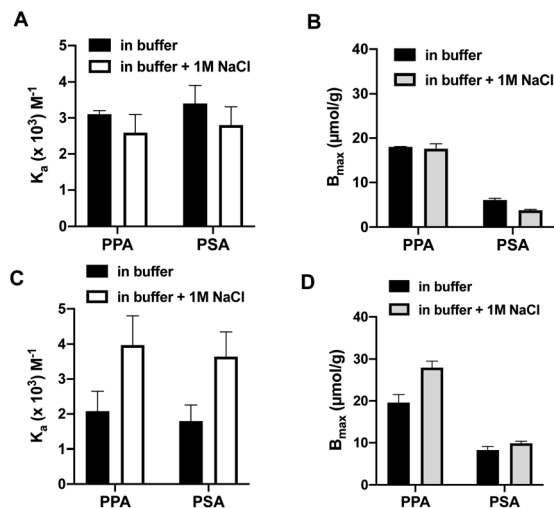 A
in buffer
in buffer + 1M NaCl
Kₐ (x 10³) M⁻¹
5
4
3
2
1
0
PPA
PSA
B
in buffer
in buffer + 1M NaCl
Bₘₐₓ (μmol/g)
40
30
20
10
0
PPA
PSA
C
in buffer
in buffer + 1M NaCl
Kₐ (x 10³) M⁻¹
5
4
3
2
1
0
PPA
PSA
D
in buffer
in buffer + 1M NaCl
Bₘₐₓ (μmol/g)
40
30
20
10
0
PPA
PSA